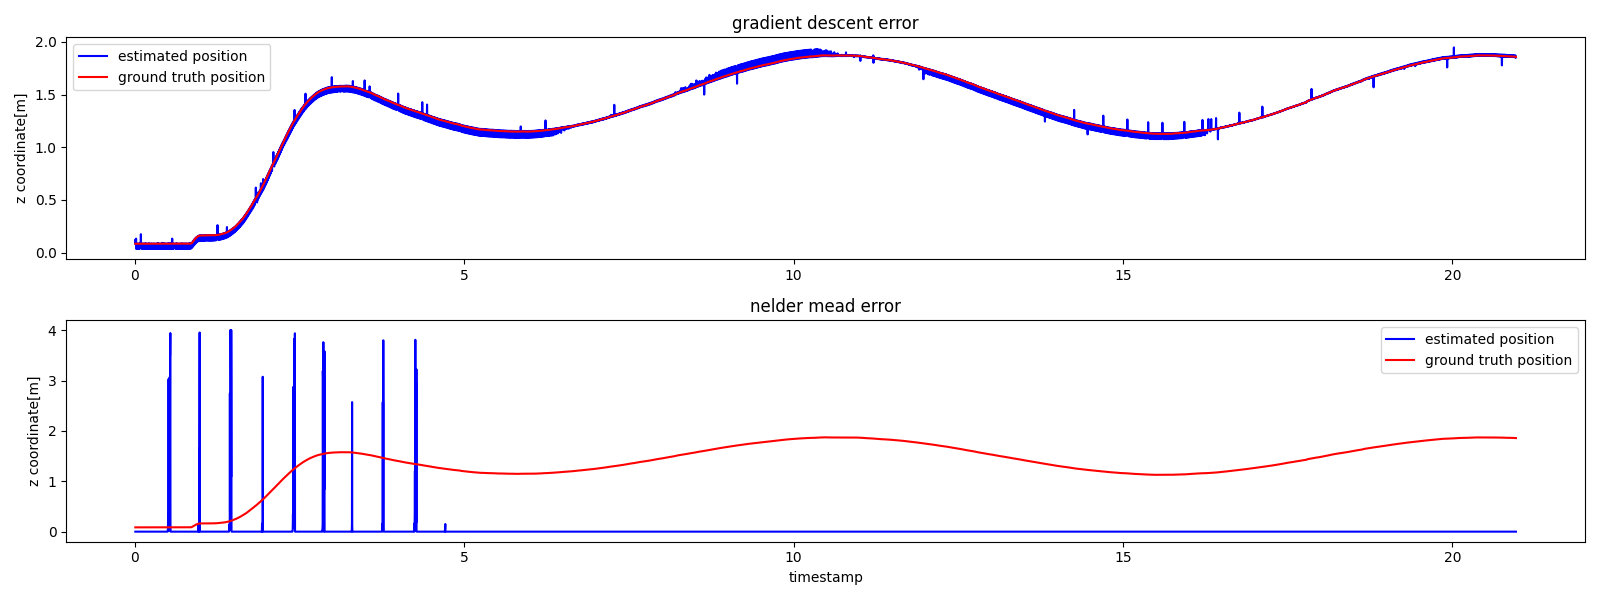 gradient descent error
estimated position
ground truth position
z coordinate[m]
2.0
1.5
1.0
0.5
0.0
0 5 10 15 20
nelder mead error
estimated position
ground truth position
z coordinate[m]
4
3
2
1
0
0 5 10 15 20
timestamp